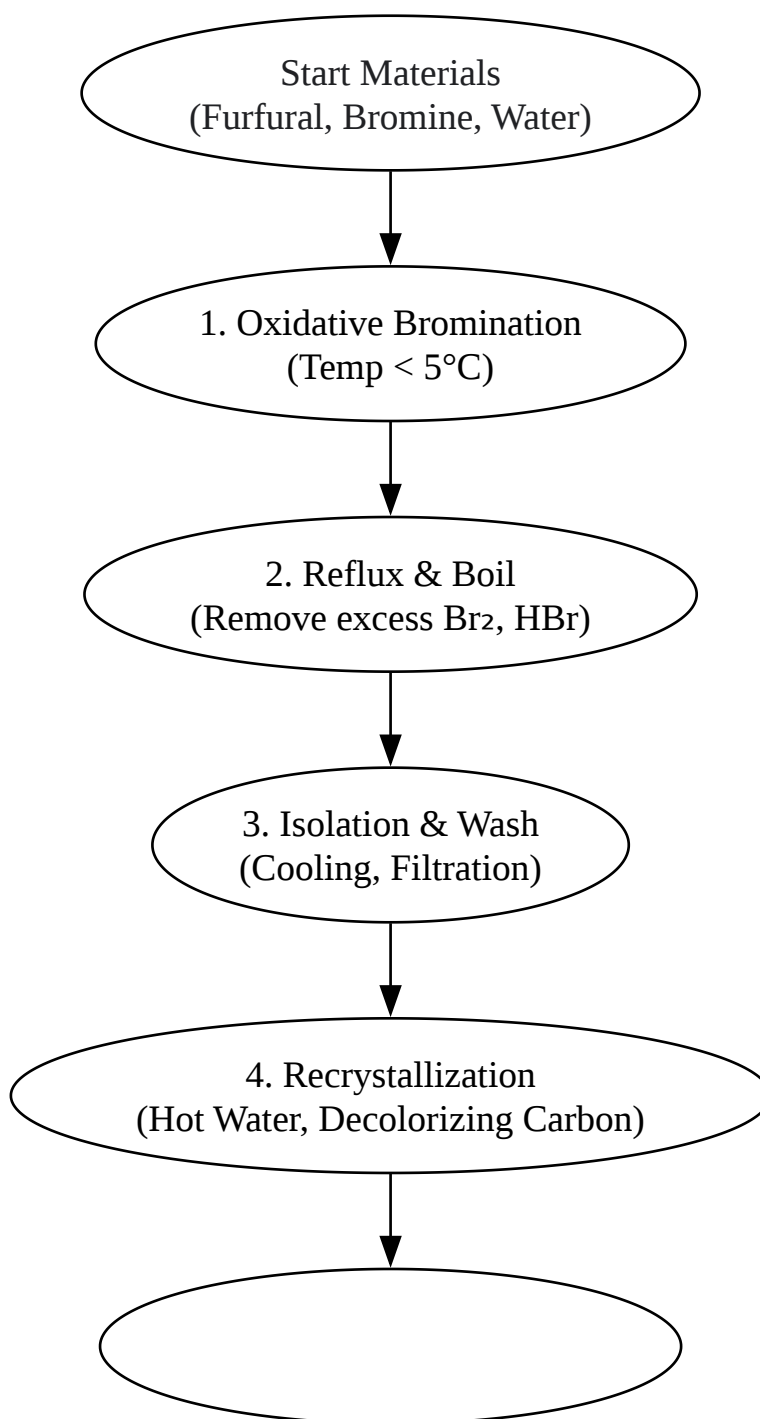 Start Materials
(Furfural, Bromine, Water)
1. Oxidative Bromination
(Temp < 5°C)
2. Reflux & Boil
(Remove excess Br₂, HBr)
3. Isolation & Wash
(Cooling, Filtration)
4. Recrystallization
(Hot Water, Decolorizing Carbon)